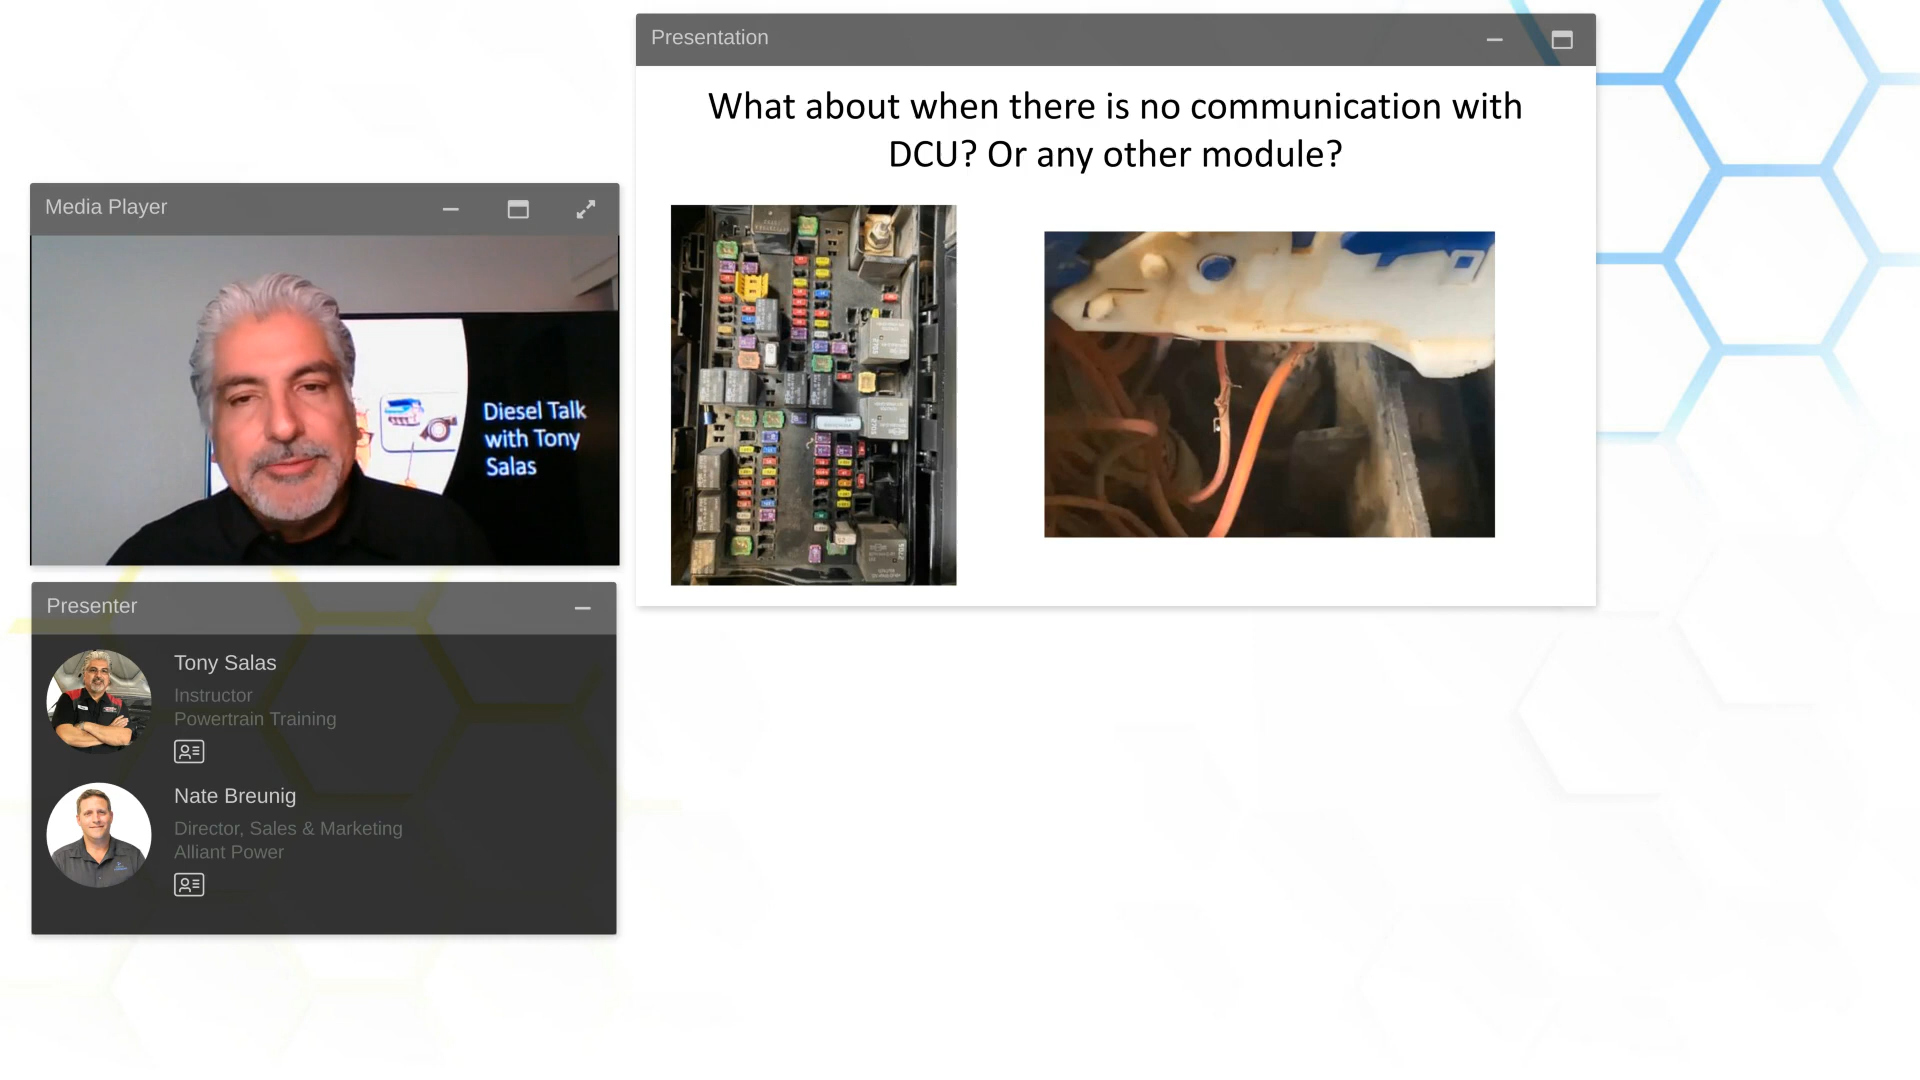 Presentation
What about when there is no communication with
DCU? Or any other module?
Media Player
Diesel Talk
with Tony
Salas
Presenter
Tony Salas
Instructor
Powertrain Training
Nate Breunig
Director, Sales & Marketing
Alliant Power